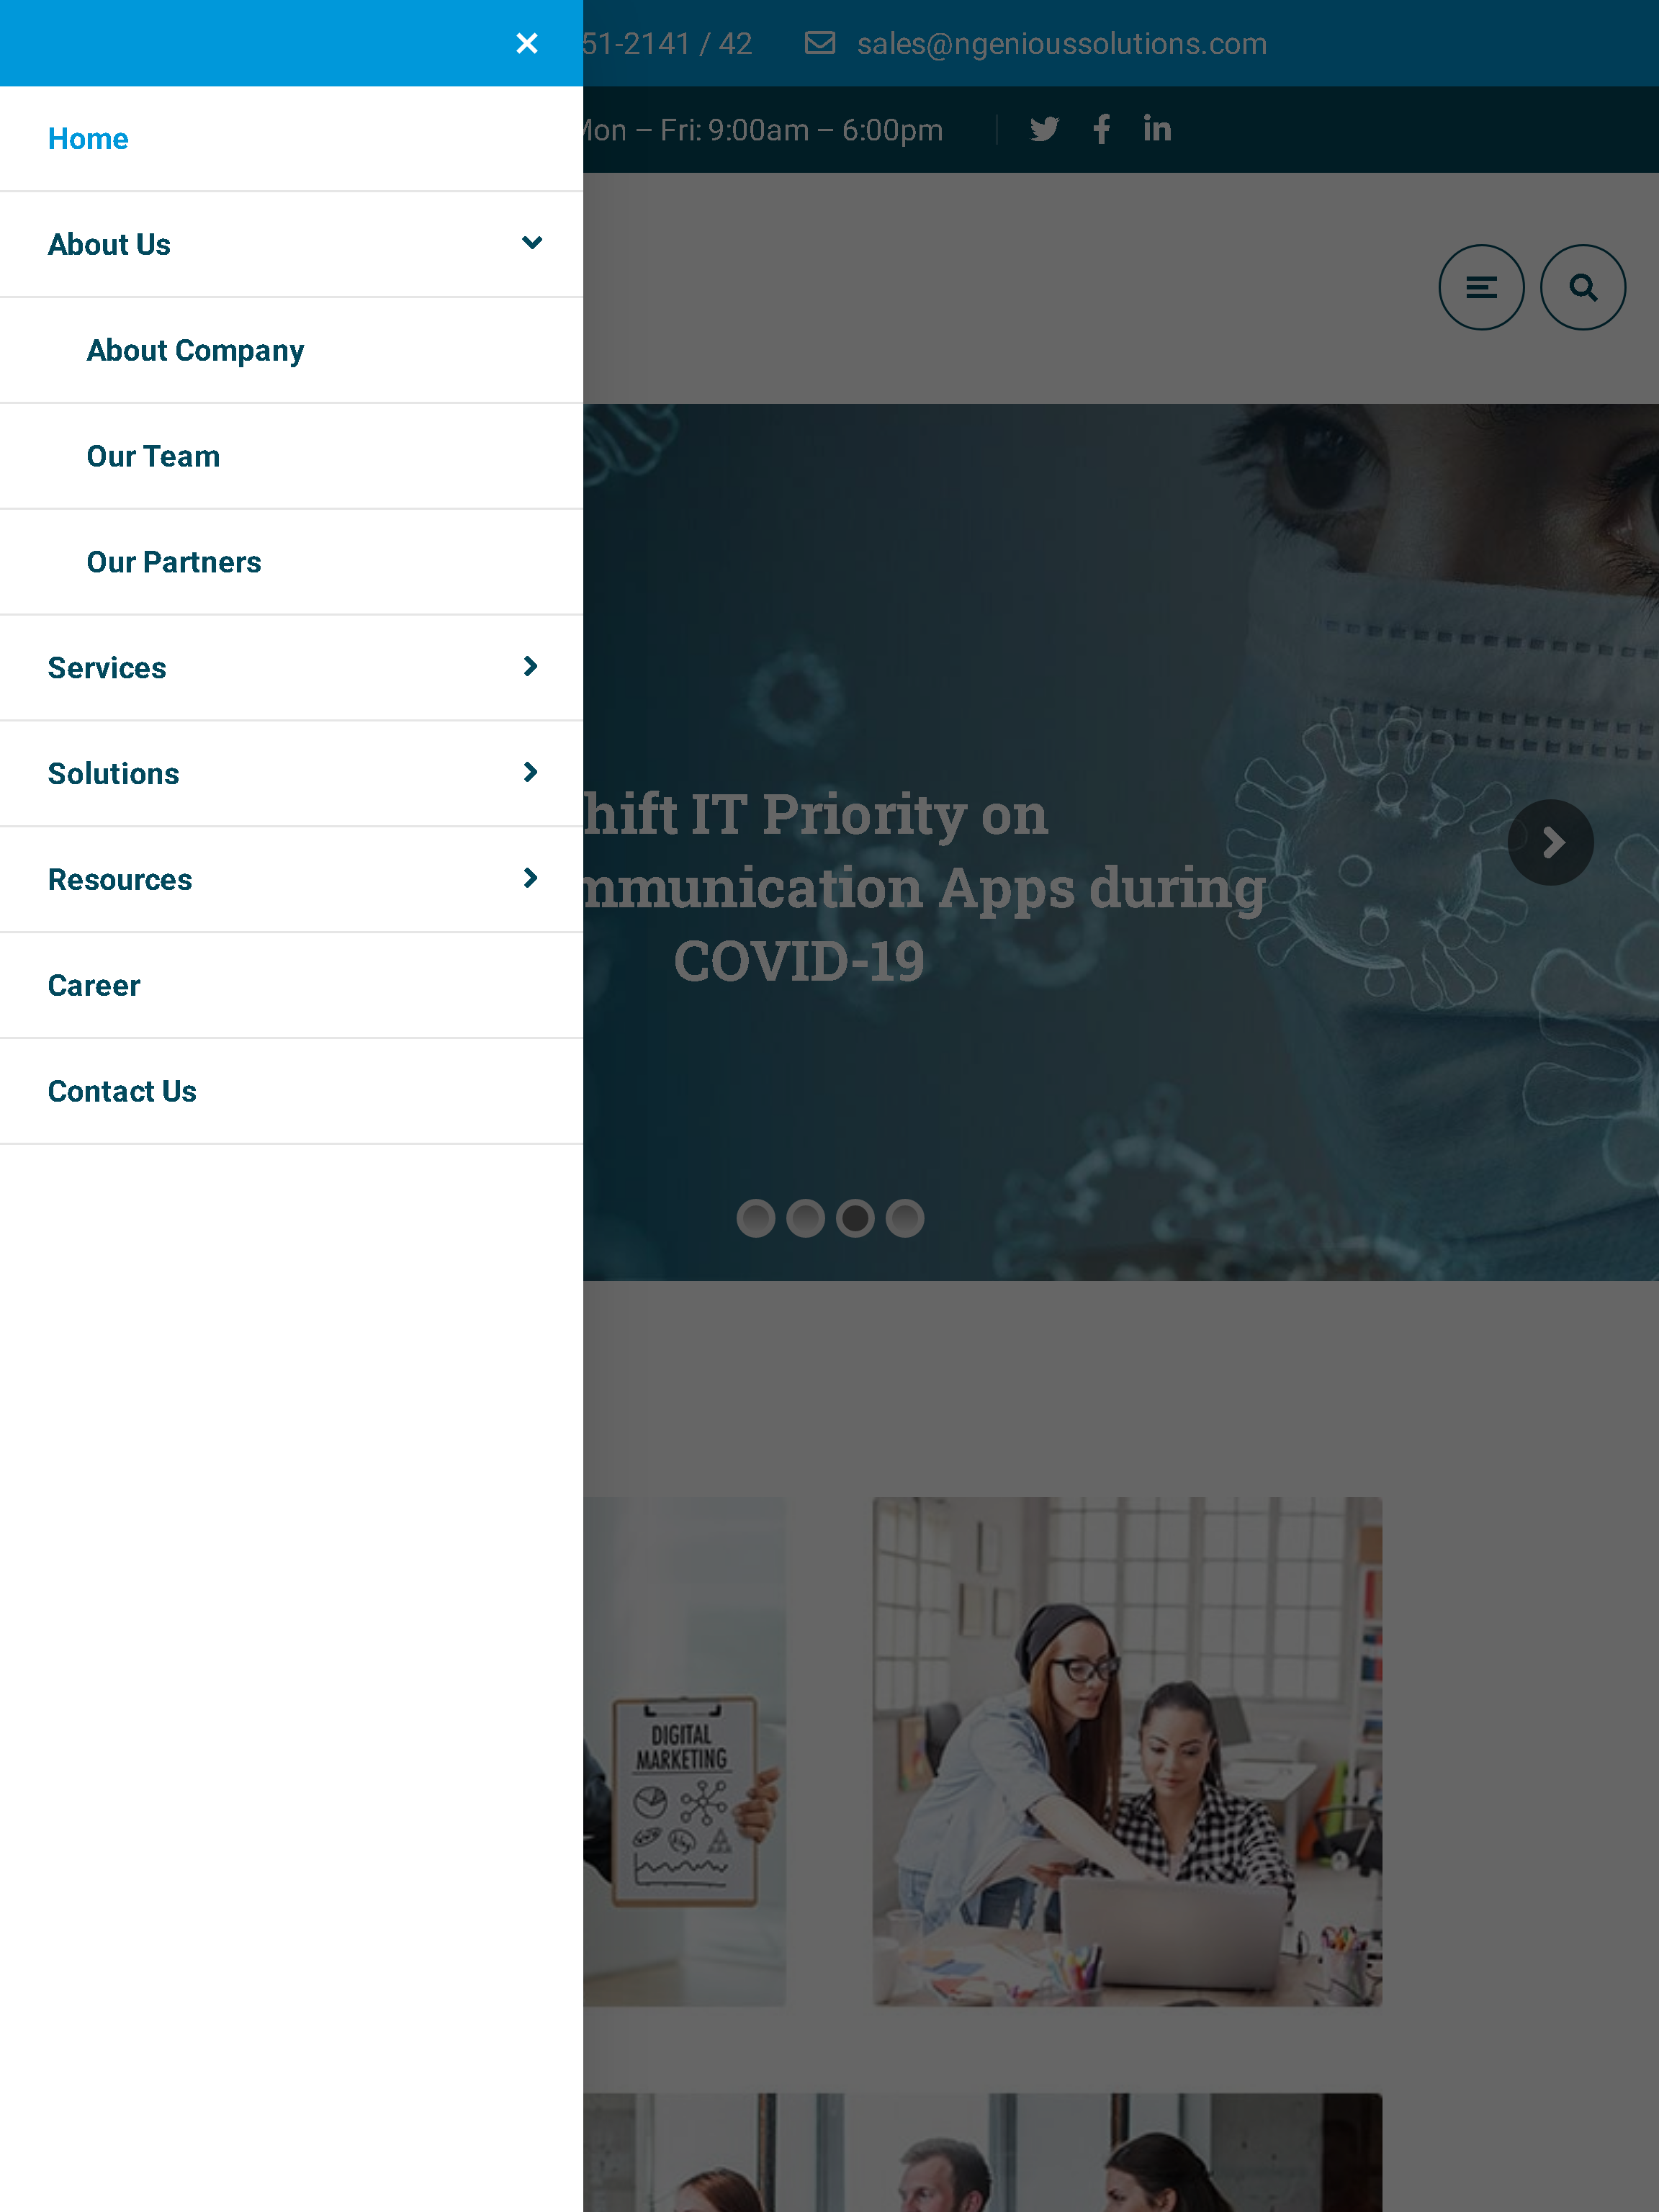 51-2141 / 42
sales@ngenioussolutions.com
Mon – Fri: 9:00am – 6:00pm
Home
About Us
About Company
Our Team
Our Partners
Services
Solutions
Resources
Career
Contact Us
hift IT Priority on
mmunication Apps during
COVID-19
DIGITAL
MARKETING